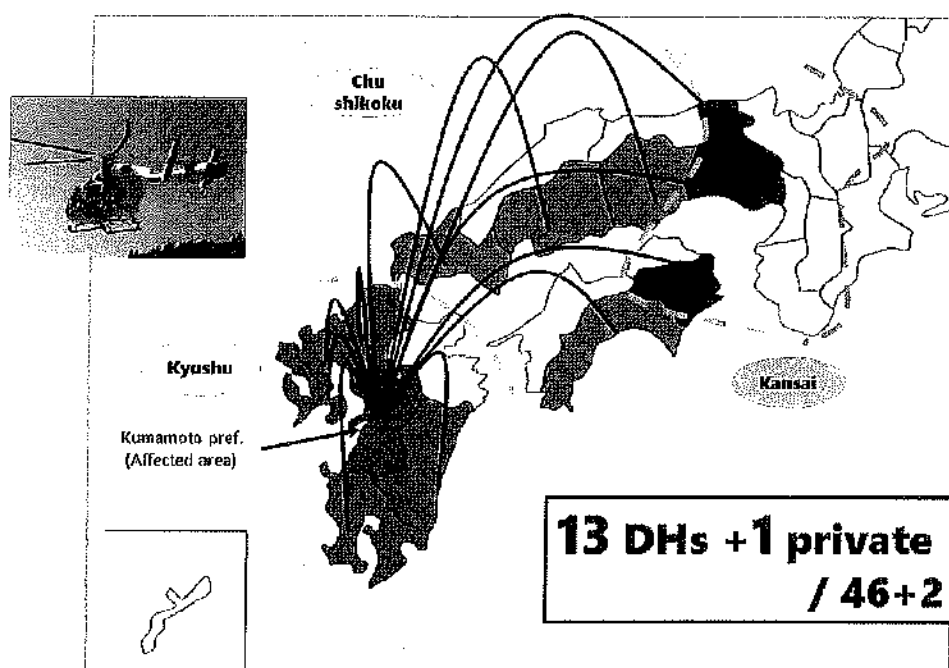 Chu
shikoku
Kyushu
Kansai
Kumamoto pref.
(Affected area)
13 DHs +1 private
/ 46+2